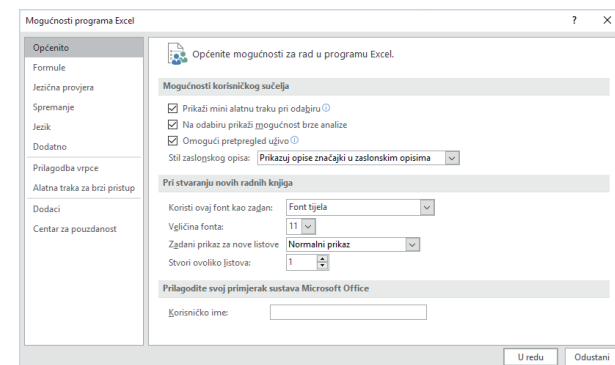 Mogućnosti programa Excel
?
Općenito
Formule
Jezična provjera
Spremanje
Jezik
Dodatno
Prilagodba vrpce
Alatna traka za brzi pristup
Dodaci
Centar za pouzdanost
Općenite mogućnosti za rad u programu Excel.
Mogućnosti korisničkog sučelja
Prikaži mini alatnu traku pri odabiru
Na odabiru prikaži mogućnost brze analize
Omogući petpregled uživo
Stil zaslonskog opisa: Prikazuj opise značajki u zaslonskim opisima
Pri stvaranju novih radnih knjiga
Koristi ovaj font kao zadan: Font tijela
Veličina fonta: 11
Zadani prikaz za nove listove Normalni prikaz
Stvori ovoliko listova: 1
Prilagodite svoj primjerak sustava Microsoft Office
Korisničko ime:
U redu Odustani